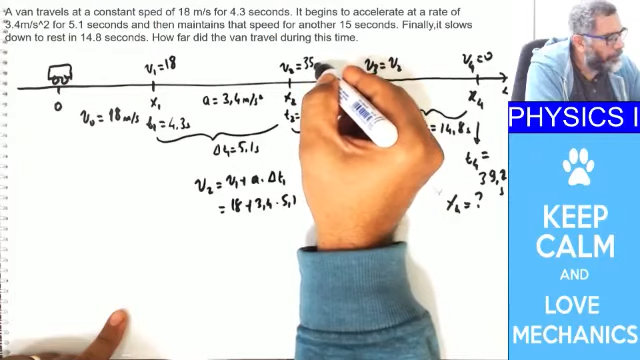 A van travels at a constant sped of 18 m/s for 4.3 seconds. It begins to accelerate at a rate of
3.4m/s^2 for 5.1 seconds and then maintains that speed for another 15 seconds. Finally,it slows
down to rest in 14.8 seconds. How far did the van travel during this time.
v₁=18
v₂=35
v₃=v₂
v₄=0
0
x₁
a=3,4 m/s²
x₂
x₄
v₀=18 m/s
t₁=4.3s
t₂=
=14,8s
Δt₁=5.1s
t₄=
39,2
s
v₂=v₁+a.Δt₁
=18+3,4.5,1
x₄=?
PHYSICS I
KEEP
CALM
AND
LOVE
MECHANICS